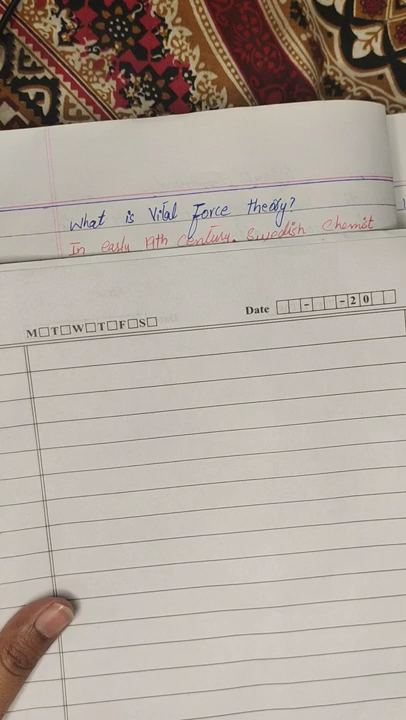 What is Vital Force theory?
In early 19th Century. Swedish Chemist
Date - -20
M T W T F S